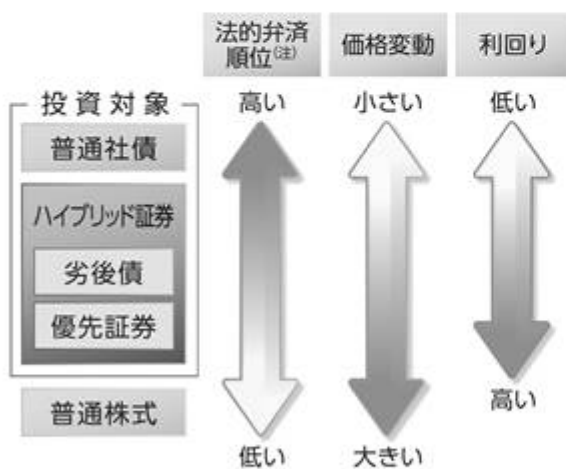 法的弁済
順位(注)
価格変動
利回り
投資対象
高い
小さい
低い
普通社債
ハイブリッド証券
劣後債
優先証券
普通株式
高い
低い
大きい